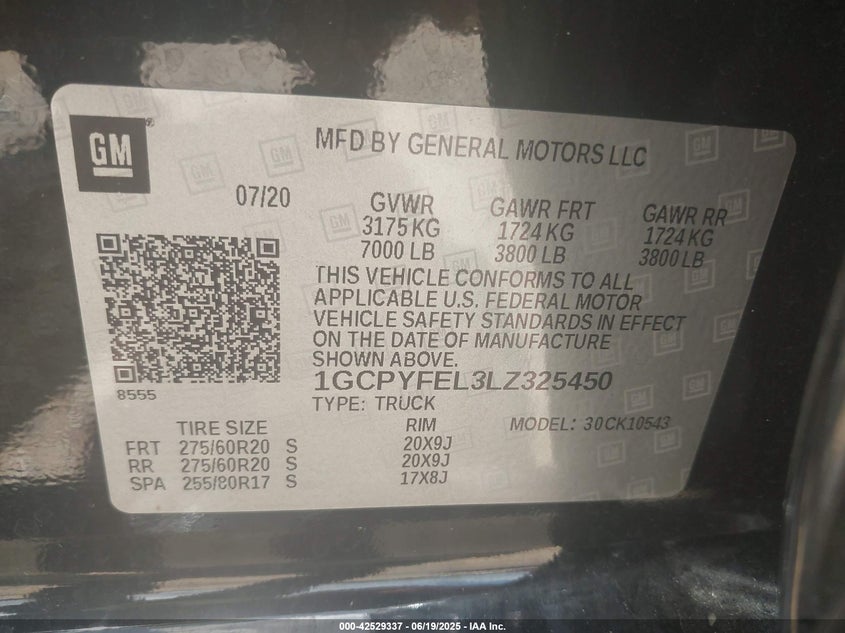 GM
MFD BY GENERAL MOTORS LLC
07/20
GVWR GAWR FRT GAWR RR
3175 KG 1724 KG 1724 KG
7000 LB 3800 LB 3800 LB
THIS VEHICLE CONFORMS TO ALL
APPLICABLE U.S. FEDERAL MOTOR
VEHICLE SAFETY STANDARDS IN EFFECT
ON THE DATE OF MANUFACTURE
SHOWN ABOVE.
1GCPYFEL3LZ325450
8555
TYPE: TRUCK
TIRE SIZE RIM MODEL: 30CK10543
FRT 275/60R20 S 20X9J
RR 275/60R20 S 20X9J
SPA 255/80R17 S 17X8J
000-42529337 - 06/19/2025 - IAA Inc.